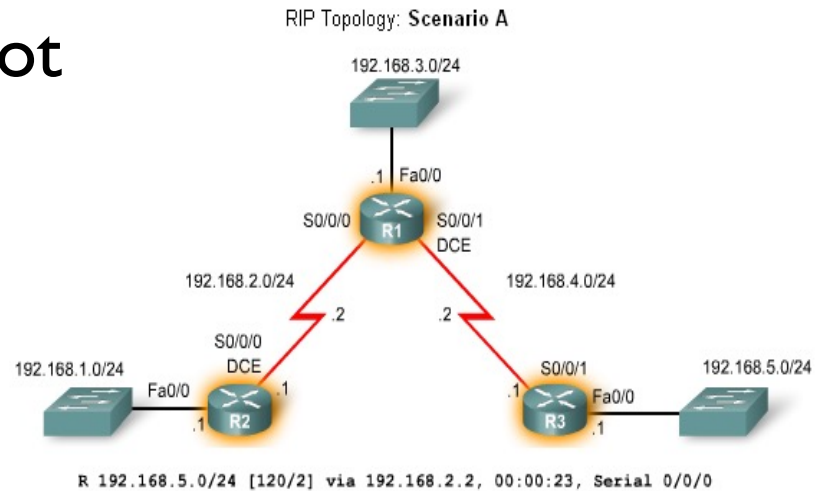 RIP Topology: Scenario A
ot
192.168.3.0/24
.1 Fa0/0
S0/0/0 R1 S0/0/1
DCE
192.168.2.0/24 192.168.4.0/24
.2 .2
S0/0/0
DCE
S0/0/1
192.168.1.0/24 192.168.5.0/24
Fa0/0 .1 .1 Fa0/0
.1 R2 R3 .1
R 192.168.5.0/24 [120/2] via 192.168.2.2, 00:00:23, Serial 0/0/0